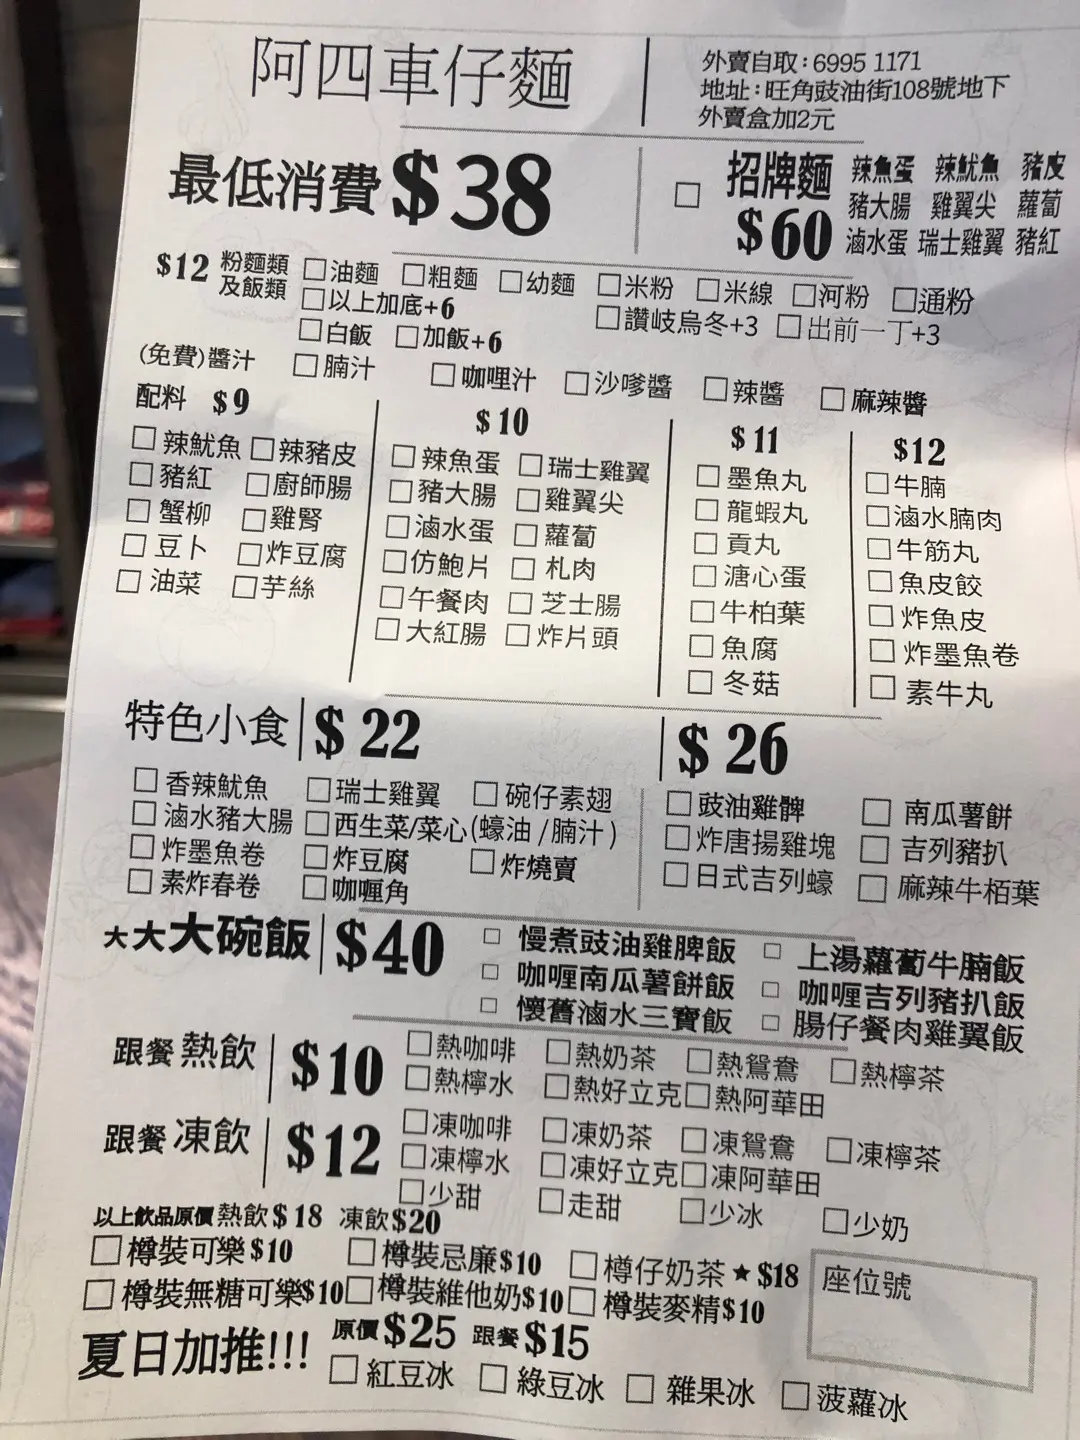 阿四車仔麵
外賣自取:6995 1171
地址:旺角豉油街108號地下
外賣盒加2元
最低消費 $38
□ 招牌麵 $60
辣魚蛋 辣魷魚 豬皮
豬大腸 雞翼尖 蘿蔔
滷水蛋 瑞士雞翼 豬紅
$12 粉麵類及飯類 □油麵 □粗麵 □幼麵 □米粉 □米線 □河粉 □通粉
□以上加底+6 □讚岐烏冬+3 □出前一丁+3
□白飯 □加飯+6
(免費)醬汁 □腩汁 □咖哩汁 □沙嗲醬 □辣醬 □麻辣醬
配料 $9
□辣魷魚 □辣豬皮
□豬紅 □廚師腸
□蟹柳 □雞腎
□豆卜 □炸豆腐
□油菜 □芋絲
$10
□辣魚蛋 □瑞士雞翼
□豬大腸 □雞翼尖
□滷水蛋 □蘿蔔
□仿鮑片 □札肉
□午餐肉 □芝士腸
□大紅腸 □炸片頭
$11
□墨魚丸
□龍蝦丸
□貢丸
□溏心蛋
□牛柏葉
□魚腐
□冬菇
$12
□牛腩
□滷水腩肉
□牛筋丸
□魚皮餃
□炸魚皮
□炸墨魚卷
□素牛丸
特色小食 $22
□香辣魷魚 □瑞士雞翼 □碗仔素翅
□滷水豬大腸 □西生菜/菜心(蠔油/腩汁)
□炸墨魚卷 □炸豆腐 □炸燒賣
□素炸春卷 □咖喱角
$26
□豉油雞髀 □南瓜薯餅
□炸唐揚雞塊 □吉列豬扒
□日式吉列蠔 □麻辣牛栢葉
大大大碗飯 $40
□慢煮豉油雞脾飯 □上湯蘿蔔牛腩飯
□咖喱南瓜薯餅飯 □咖喱吉列豬扒飯
□懷舊滷水三寶飯 □腸仔餐肉雞翼飯
跟餐熱飲 $10
□熱咖啡 □熱奶茶 □熱鴛鴦 □熱檸茶
□熱檸水 □熱好立克 □熱阿華田
跟餐凍飲 $12
□凍咖啡 □凍奶茶 □凍鴛鴦 □凍檸茶
□凍檸水 □凍好立克 □凍阿華田
□少甜 □走甜 □少冰 □少奶
以上飲品原價熱飲$18 凍飲$20
□樽裝可樂$10 □樽裝忌廉$10 □樽仔奶茶★$18
□樽裝無糖可樂$10 □樽裝維他奶$10 □樽裝麥精$10
座位號
夏日加推!!! 原價$25 跟餐$15
□紅豆冰 □綠豆冰 □雜果冰 □菠蘿冰